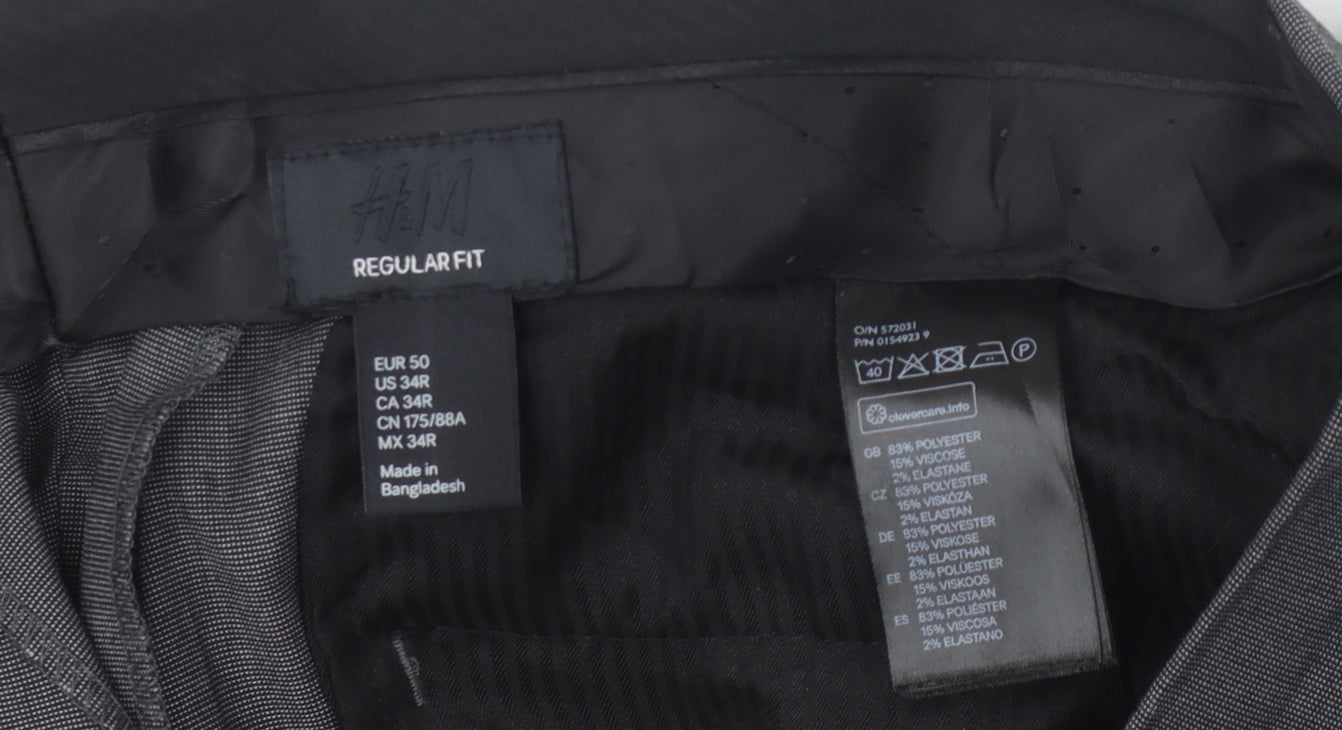 H&M
REGULAR FIT
EUR 50
US 34R
CA 34R
CN 175/88A
MX 34R
Made in
Bangladesh
O/N 572031
P/N 0154923 9
40
P
clevercare.info
GB 83% POLYESTER
15% VISCOSE
2% ELASTANE
CZ 83% POLYESTER
15% VISKÓZA
2% ELASTAN
DE 83% POLYESTER
15% VISKOSE
2% ELASTHAN
EE 83% POLÜESTER
15% VISKOOS
2% ELASTAAN
ES 83% POLIÉSTER
15% VISCOSA
2% ELASTANO